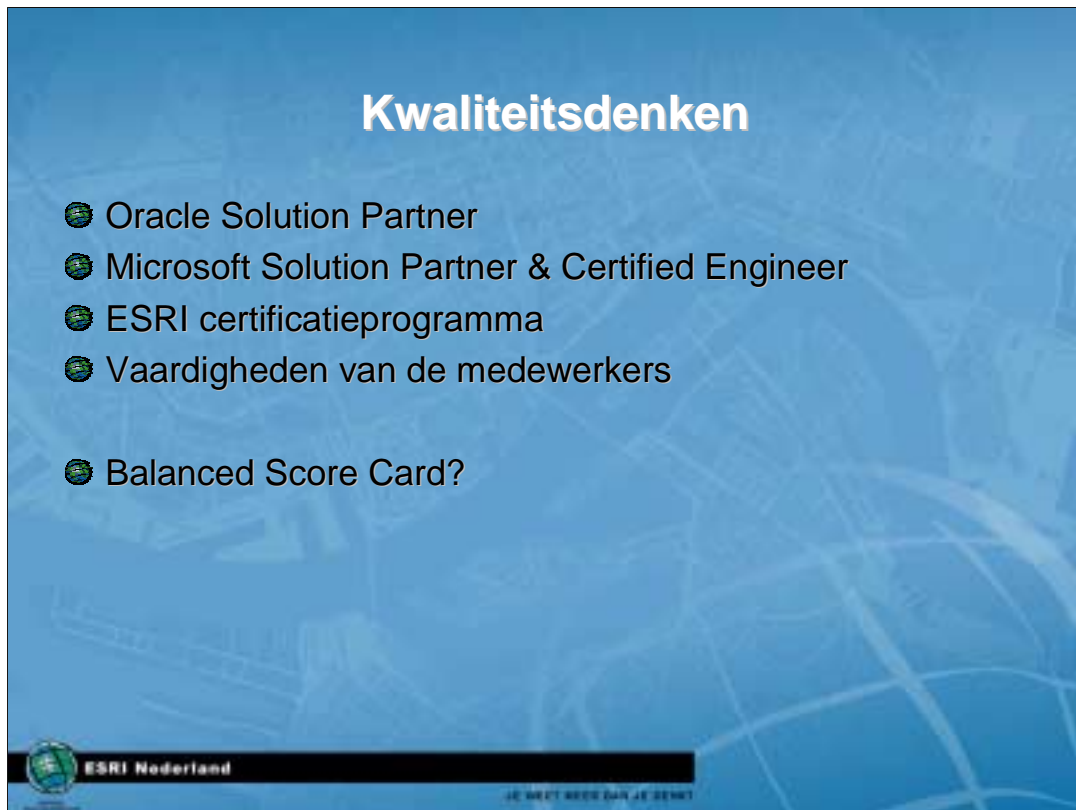 Kwaliteitsdenken
Oracle Solution Partner
Microsoft Solution Partner & Certified Engineer
ESRI certificatieprogramma
Vaardigheden van de medewerkers
Balanced Score Card?
ESRI Nederland
JE WEET MEER DAN JE DENKT